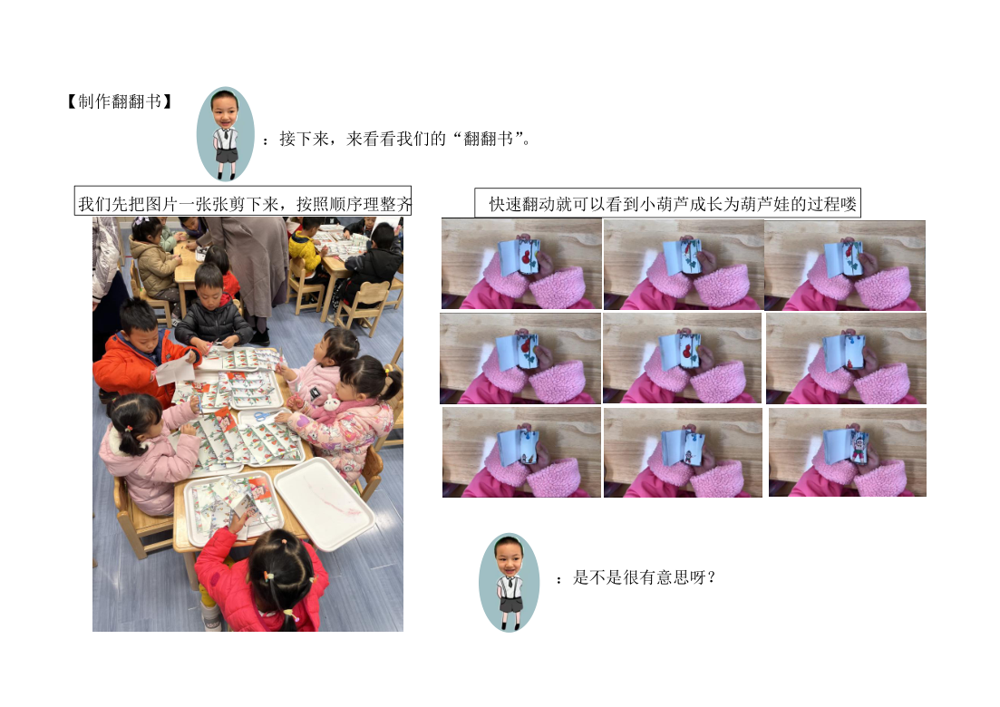 【制作翻翻书】
：接下来，来看看我们的“翻翻书”。
我们先把图片一张张剪下来，按照顺序理整齐
快速翻动就可以看到小葫芦成长为葫芦娃的过程喽
：是不是很有意思呀？